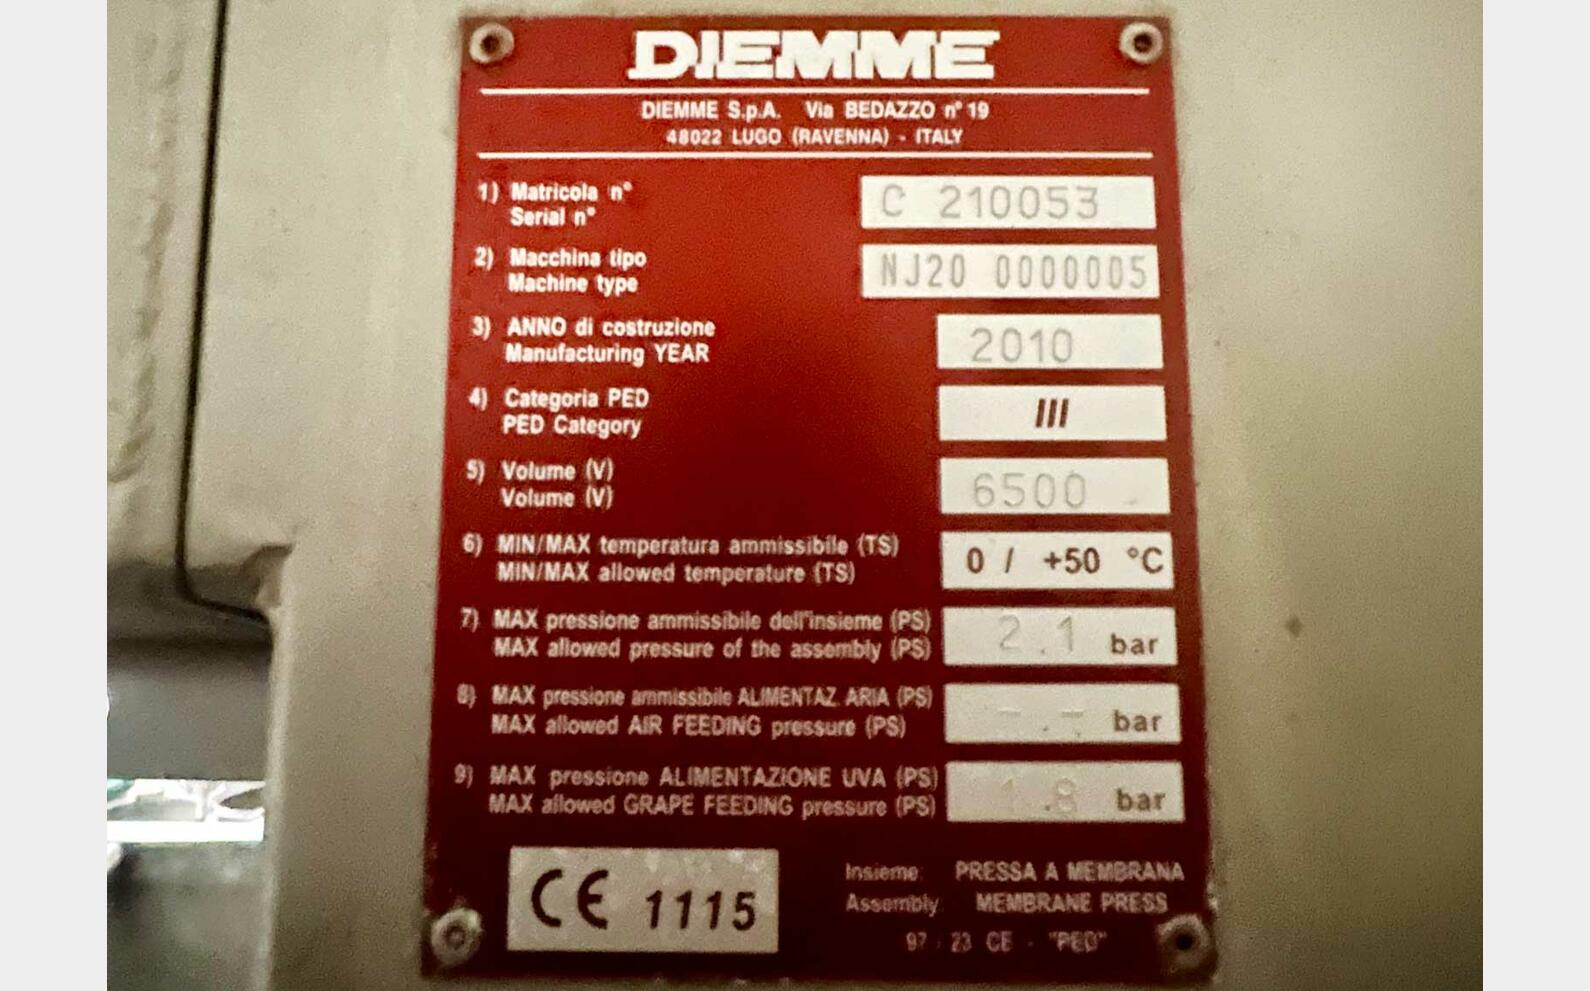 DIEMME
DIEMME S.p.A. Via BEDAZZO n° 19
48022 LUGO (RAVENNA) - ITALY
1) Matricola n° C 210053
Serial n°
2) Macchina tipo NJ20 0000005
Machine type
3) ANNO di costruzione 2010
Manufacturing YEAR
4) Categoria PED III
PED Category
5) Volume (V) 6500
Volume (V)
6) MIN/MAX temperatura ammissibile (TS) 0 / +50 °C
MIN/MAX allowed temperature (TS)
7) MAX pressione ammissibile dell'insieme (PS) 2.1 bar
MAX allowed pressure of the assembly (PS)
8) MAX pressione ammissibile ALIMENTAZ. ARIA (PS) -.- bar
MAX allowed AIR FEEDING pressure (PS)
9) MAX pressione ALIMENTAZIONE UVA (PS) 1.8 bar
MAX allowed GRAPE FEEDING pressure (PS)
CE 1115
Insieme: PRESSA A MEMBRANA
Assembly MEMBRANE PRESS
97 / 23 CE - "PED"